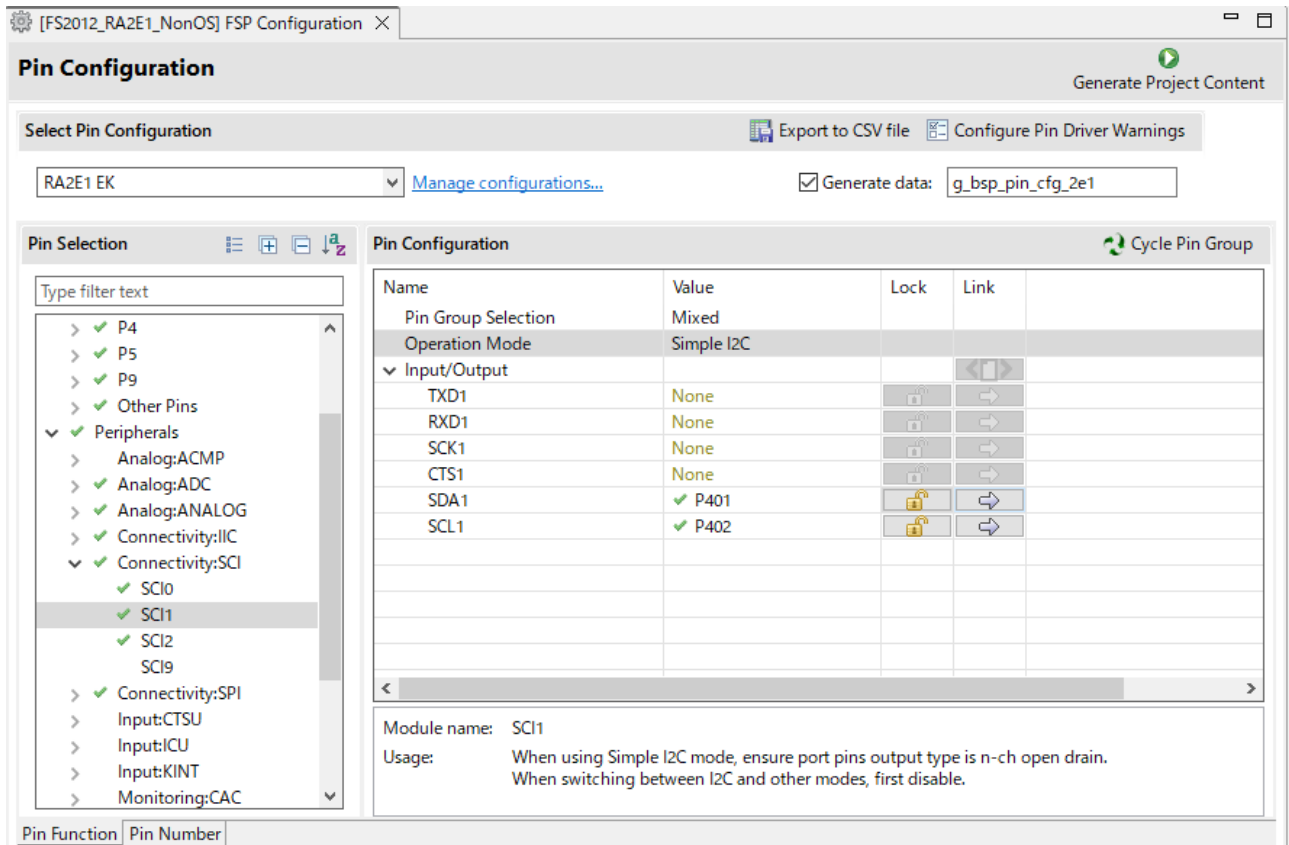 [FS2012_RA2E1_NonOS] FSP Configuration
Pin Configuration
Generate Project Content
Select Pin Configuration
Export to CSV file
Configure Pin Driver Warnings
RA2E1 EK
Manage configurations...
Generate data:
g_bsp_pin_cfg_2e1
Pin Selection
Pin Configuration
Cycle Pin Group
Type filter text
P4
P5
P9
Other Pins
Peripherals
Analog:ACMP
Analog:ADC
Analog:ANALOG
Connectivity:IIC
Connectivity:SCI
SCI0
SCI1
SCI2
SCI9
Connectivity:SPI
Input:CTSU
Input:ICU
Input:KINT
Monitoring:CAC
Name Value Lock Link
Pin Group Selection Mixed
Operation Mode Simple I2C
Input/Output
TXD1 None
RXD1 None
SCK1 None
CTS1 None
SDA1 P401
SCL1 P402
Module name: SCI1
Usage: When using Simple I2C mode, ensure port pins output type is n-ch open drain.
When switching between I2C and other modes, first disable.
Pin Function Pin Number